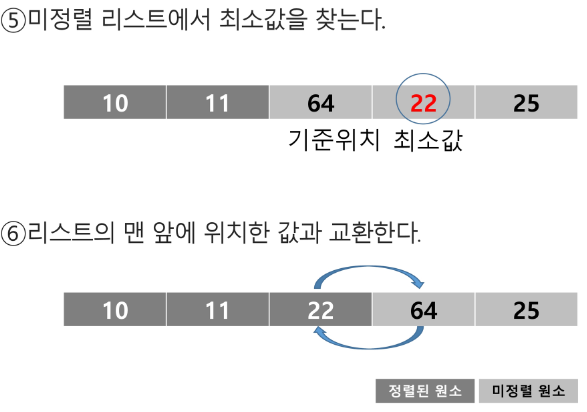 ⑤미정렬 리스트에서 최소값을 찾는다.
10 11 64 22 25
기준위치 최소값
⑥리스트의 맨 앞에 위치한 값과 교환한다.
10 11 22 64 25
정렬된 원소 미정렬 원소